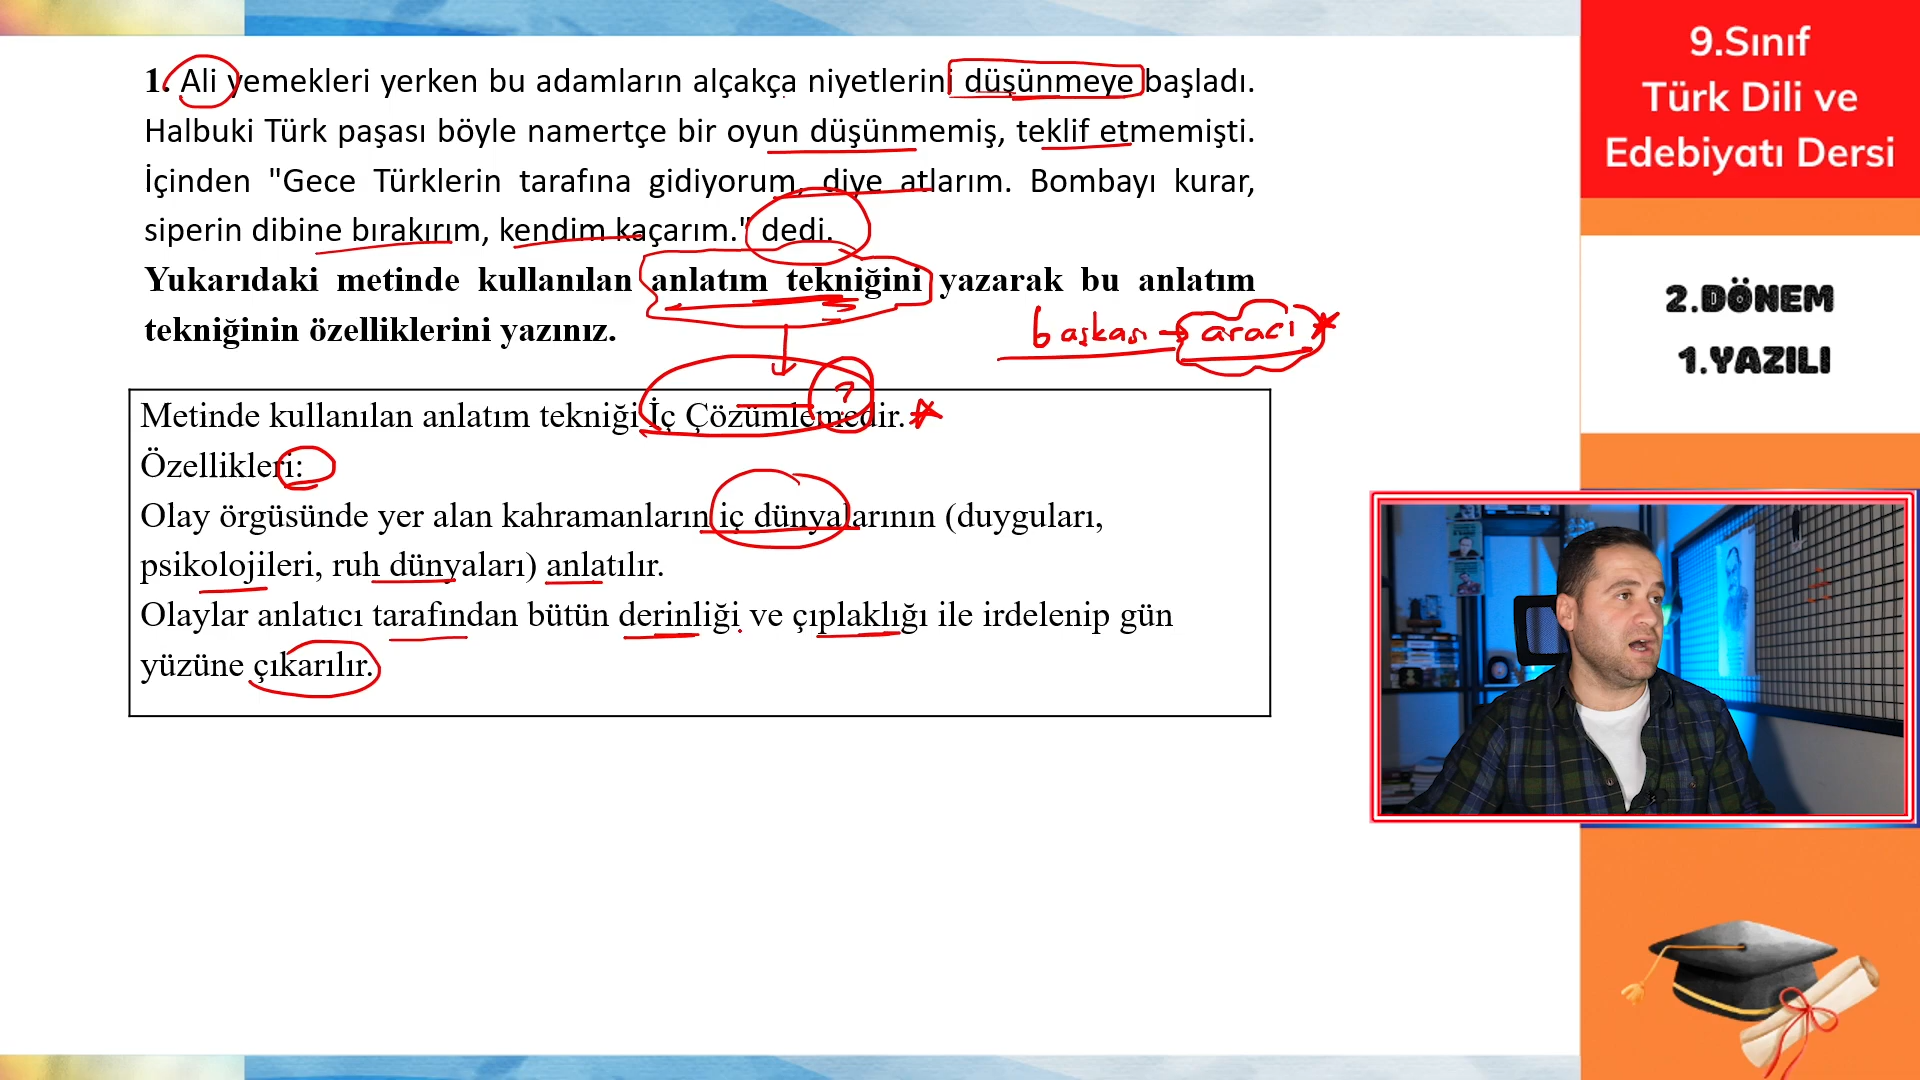 1. Ali yemekleri yerken bu adamların alçakça niyetlerini düşünmeye başladı.
Halbuki Türk paşası böyle namertçe bir oyun düşünmemiş, teklif etmemişti.
İçinden "Gece Türklerin tarafına gidiyorum, diye atlarım. Bombayı kurar,
siperin dibine bırakırım, kendim kaçarım." dedi.
Yukarıdaki metinde kullanılan anlatım tekniğini yazarak bu anlatım
tekniğinin özelliklerini yazınız.
başkası → aracı
?
Metinde kullanılan anlatım tekniği İç Çözümlemedir.
Özellikleri:
Olay örgüsünde yer alan kahramanların iç dünyalarının (duyguları,
psikolojileri, ruh dünyaları) anlatılır.
Olaylar anlatıcı tarafından bütün derinliği ve çıplaklığı ile irdelenip gün
yüzüne çıkarılır.
9.Sınıf
Türk Dili ve
Edebiyatı Dersi
2.DÖNEM
1.YAZILI